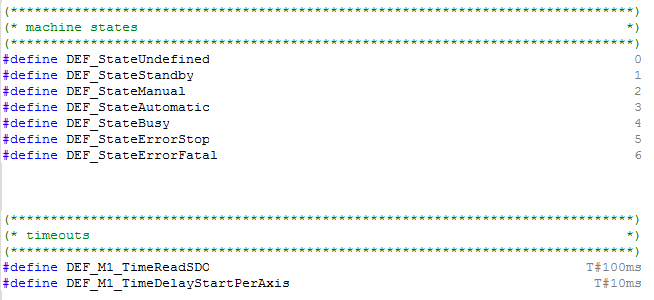 (******************************************************************************)
(* machine states *)
(******************************************************************************)
#define DEF_StateUndefined 0
#define DEF_StateStandby 1
#define DEF_StateManual 2
#define DEF_StateAutomatic 3
#define DEF_StateBusy 4
#define DEF_StateErrorStop 5
#define DEF_StateErrorFatal 6
(******************************************************************************)
(* timeouts *)
(******************************************************************************)
#define DEF_M1_TimeReadSDO T#100ms
#define DEF_M1_TimeDelayStartPerAxis T#10ms